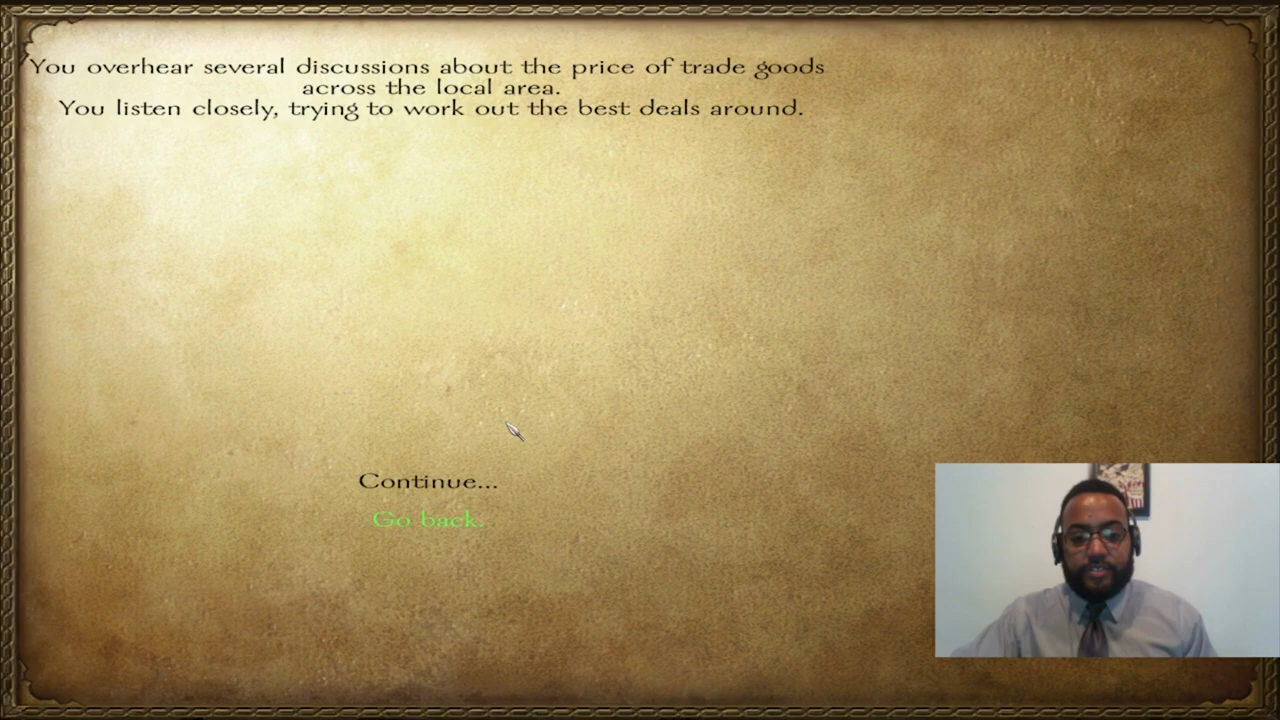 You overhear several discussions about the price of trade goods
across the local area.
You listen closely, trying to work out the best deals around.
Continue...
Go back.